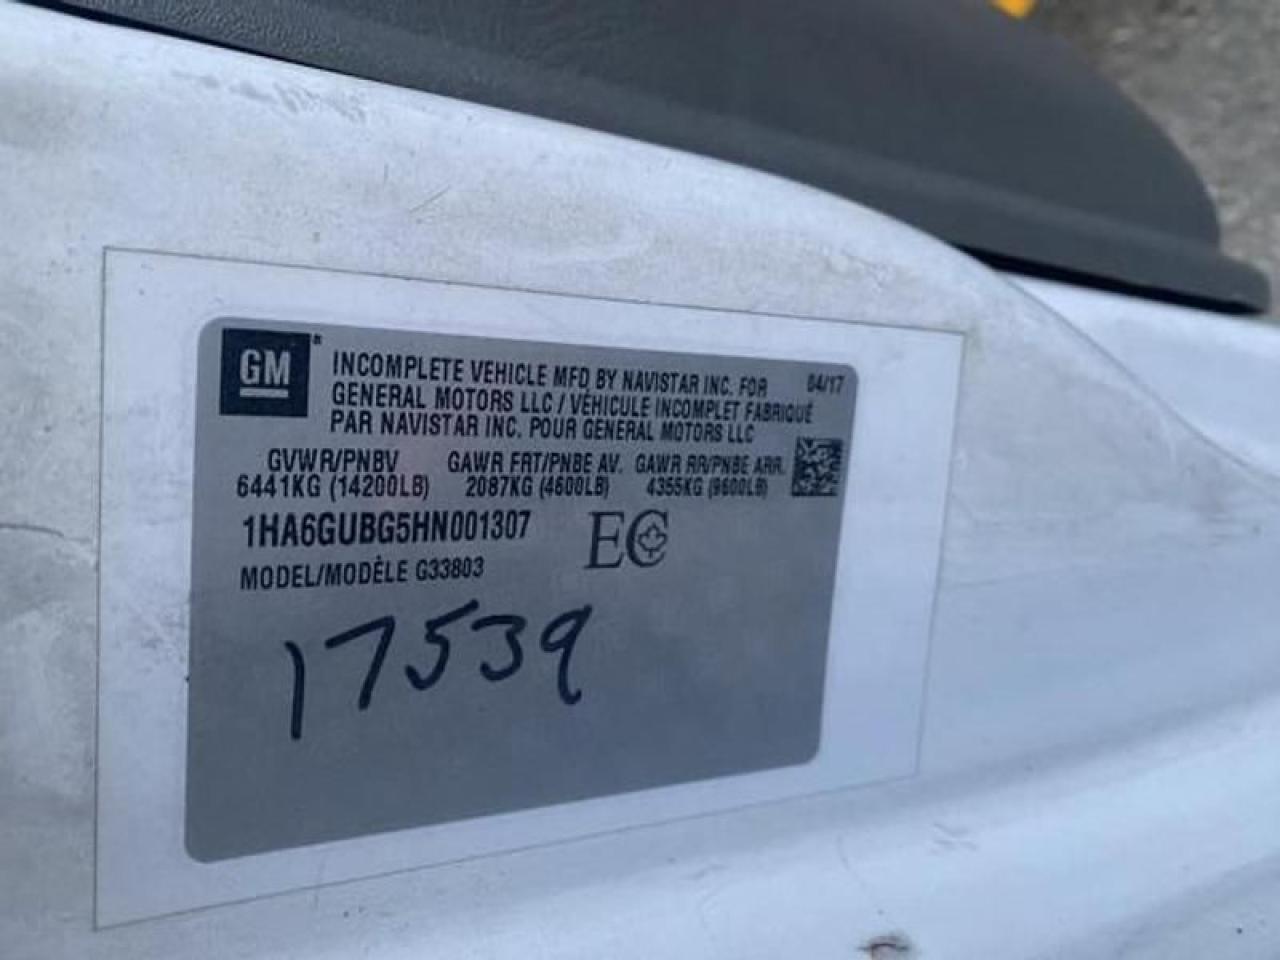 GM®
INCOMPLETE VEHICLE MFD BY NAVISTAR INC. FOR 04/17
GENERAL MOTORS LLC / VÉHICULE INCOMPLET FABRIQUÉ
PAR NAVISTAR INC. POUR GENERAL MOTORS LLC
GVWR/PNBV GAWR FRT/PNBE AV. GAWR RR/PNBE ARR.
6441KG (14200LB) 2087KG (4600LB) 4355KG (9600LB)
1HA6GUBG5HN001307 EC
MODEL/MODÈLE G33803
17539